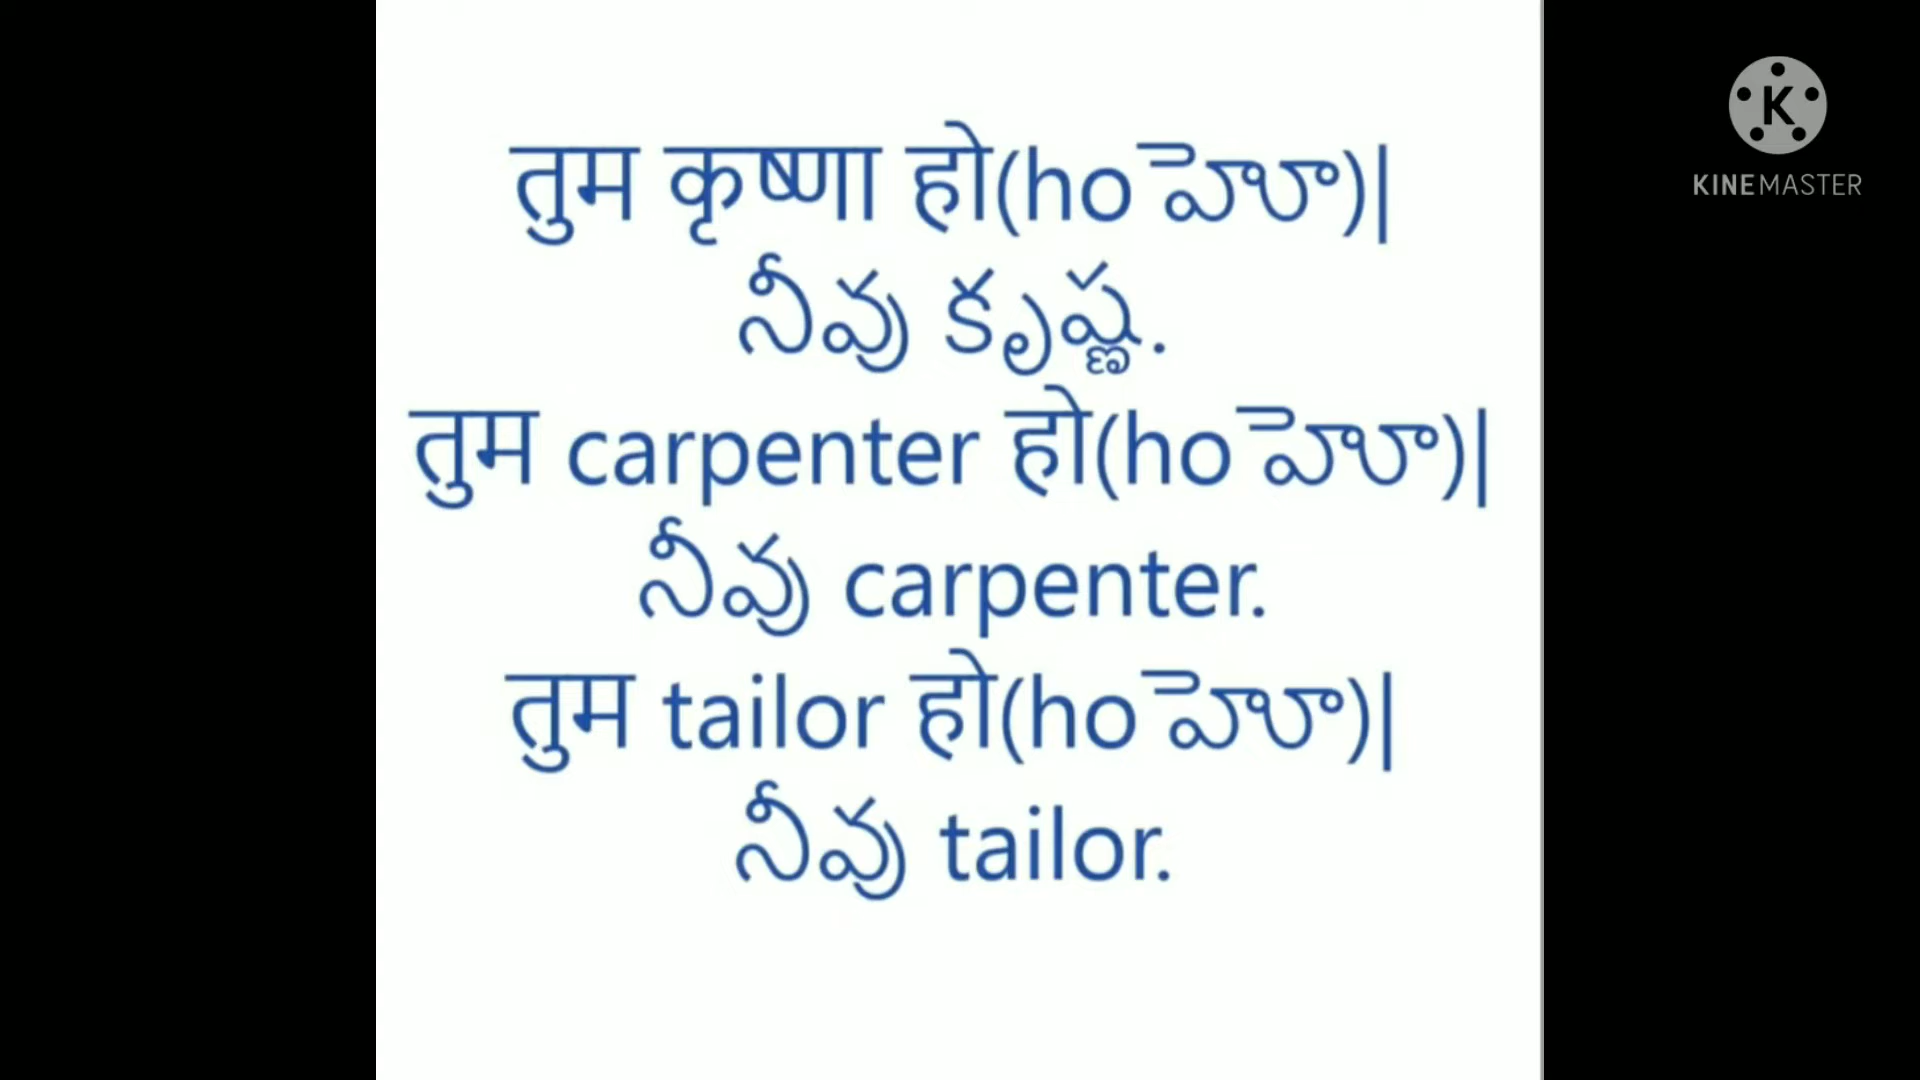 तुम कृष्णा हो(ho హెూ)|
నీవు కృష్ణ.
तुम carpenter हो(ho హెూ)|
నీవు carpenter.
तुम tailor हो(ho హెూ)|
నీవు tailor.
K
KINEMASTER